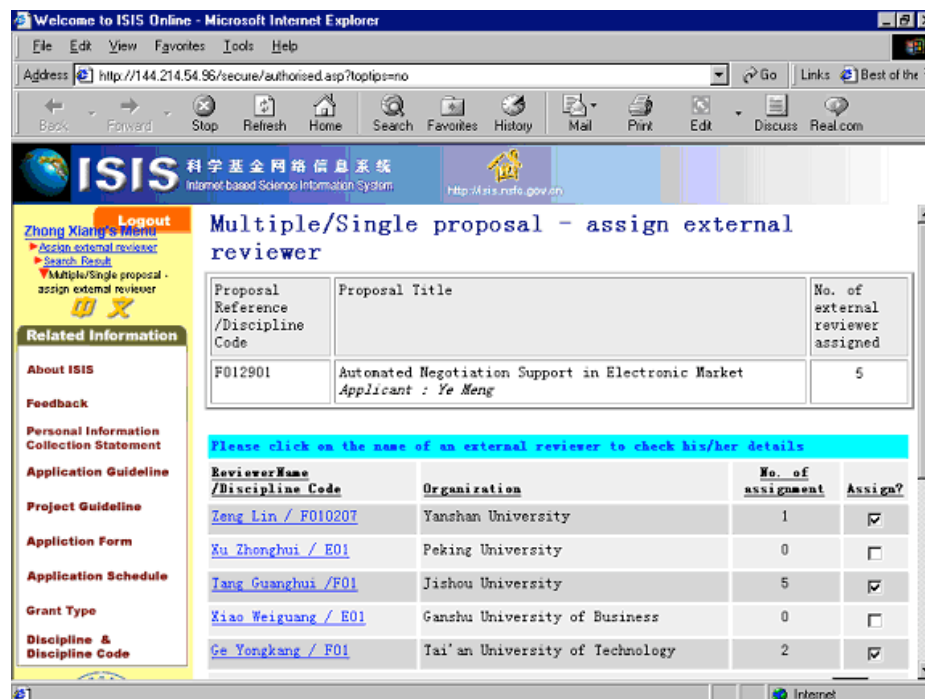 Welcome to ISIS Online - Microsoft Internet Explorer
File Edit View Favorites Tools Help
Address http://144.214.54.96/secure/authorised.asp?toptips=no Go Links Best of the
Back Forward Stop Refresh Home Search Favorites History Mail Print Edit Discuss Real.com
ISIS 科学基金网络信息系统
Internet-based Science Information System
http://isis.nsfc.gov.cn
Logout
Zhong Xiang's Menu
Assign external reviewer
Search Result
Multiple/Single proposal -
assign external reviewer
中 文
Related Information
About ISIS
Feedback
Personal Information
Collection Statement
Application Guideline
Project Guideline
Appliction Form
Application Schedule
Grant Type
Discipline &
Discipline Code
Multiple/Single proposal - assign external
reviewer
Proposal Reference /Discipline Code Proposal Title No. of external reviewer assigned
F012901 Automated Negotiation Support in Electronic Market 5
Applicant : Ye Meng
Please click on the name of an external reviewer to check his/her details
ReviewerName /Discipline Code Organization No. of assignment Assign?
Zeng Lin / F010207 Yanshan University 1
Xu Zhonghui / E01 Peking University 0
Tang Guanghui /F01 Jishou University 5
Xiao Weiguang / E01 Ganshu University of Business 0
Ge Yongkang / F01 Tai'an University of Technology 2
Internet